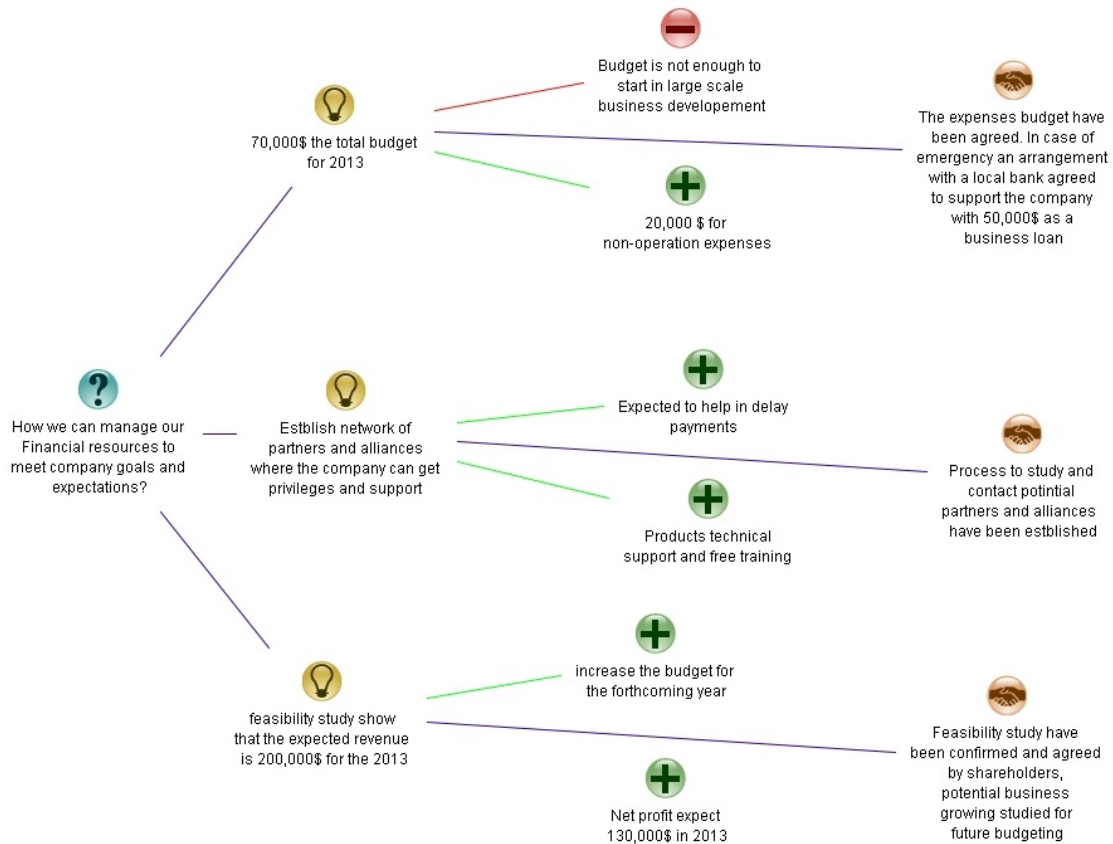 Budget is not enough to
start in large scale
business developement
70,000$ the total budget
for 2013
The expenses budget have
been agreed. In case of
emergency an arrangement
with a local bank agreed
to support the company
with 50,000$ as a
business loan
20,000 $ for
non-operation expenses
How we can manage our
Financial resources to
meet company goals and
expectations?
Estblish network of
partners and alliances
where the company can get
privileges and support
Expected to help in delay
payments
Process to study and
contact potintial
partners and alliances
have been estblished
Products technical
support and free training
feasibility study show
that the expected revenue
is 200,000$ for the 2013
increase the budget for
the forthcoming year
Feasibility study have
been confirmed and agreed
by shareholders,
potential business
growing studied for
future budgeting
Net profit expect
130,000$ in 2013